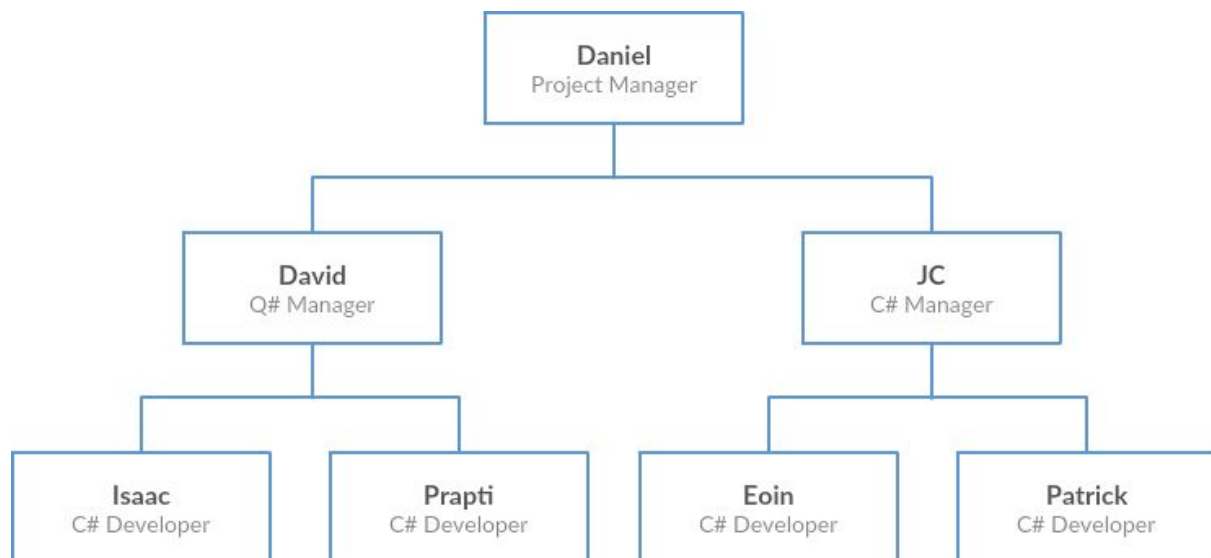 Daniel
Project Manager
David
Q# Manager
JC
C# Manager
Isaac
C# Developer
Prapti
C# Developer
Eoin
C# Developer
Patrick
C# Developer